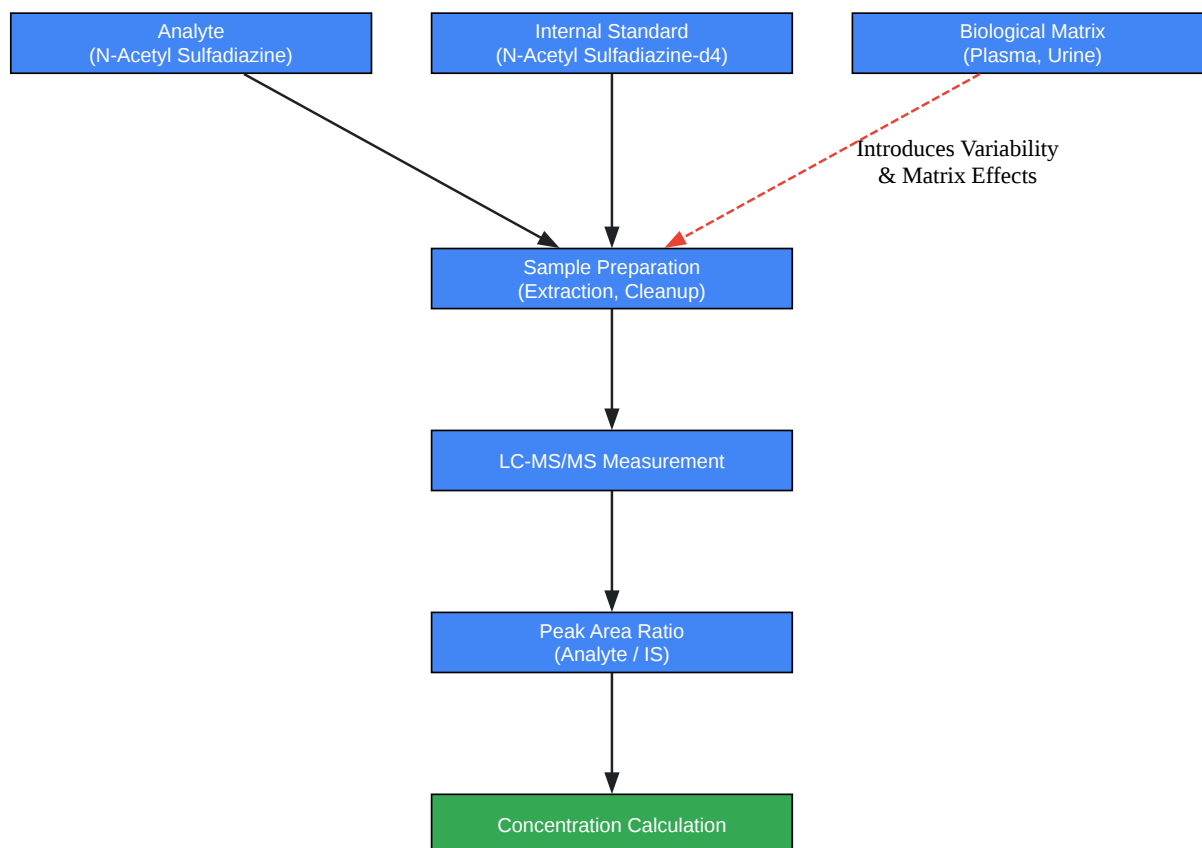 Analyte
(N-Acetyl Sulfadiazine)
Internal Standard
(N-Acetyl Sulfadiazine-d4)
Biological Matrix
(Plasma, Urine)
Introduces Variability
& Matrix Effects
Sample Preparation
(Extraction, Cleanup)
LC-MS/MS Measurement
Peak Area Ratio
(Analyte / IS)
Concentration Calculation